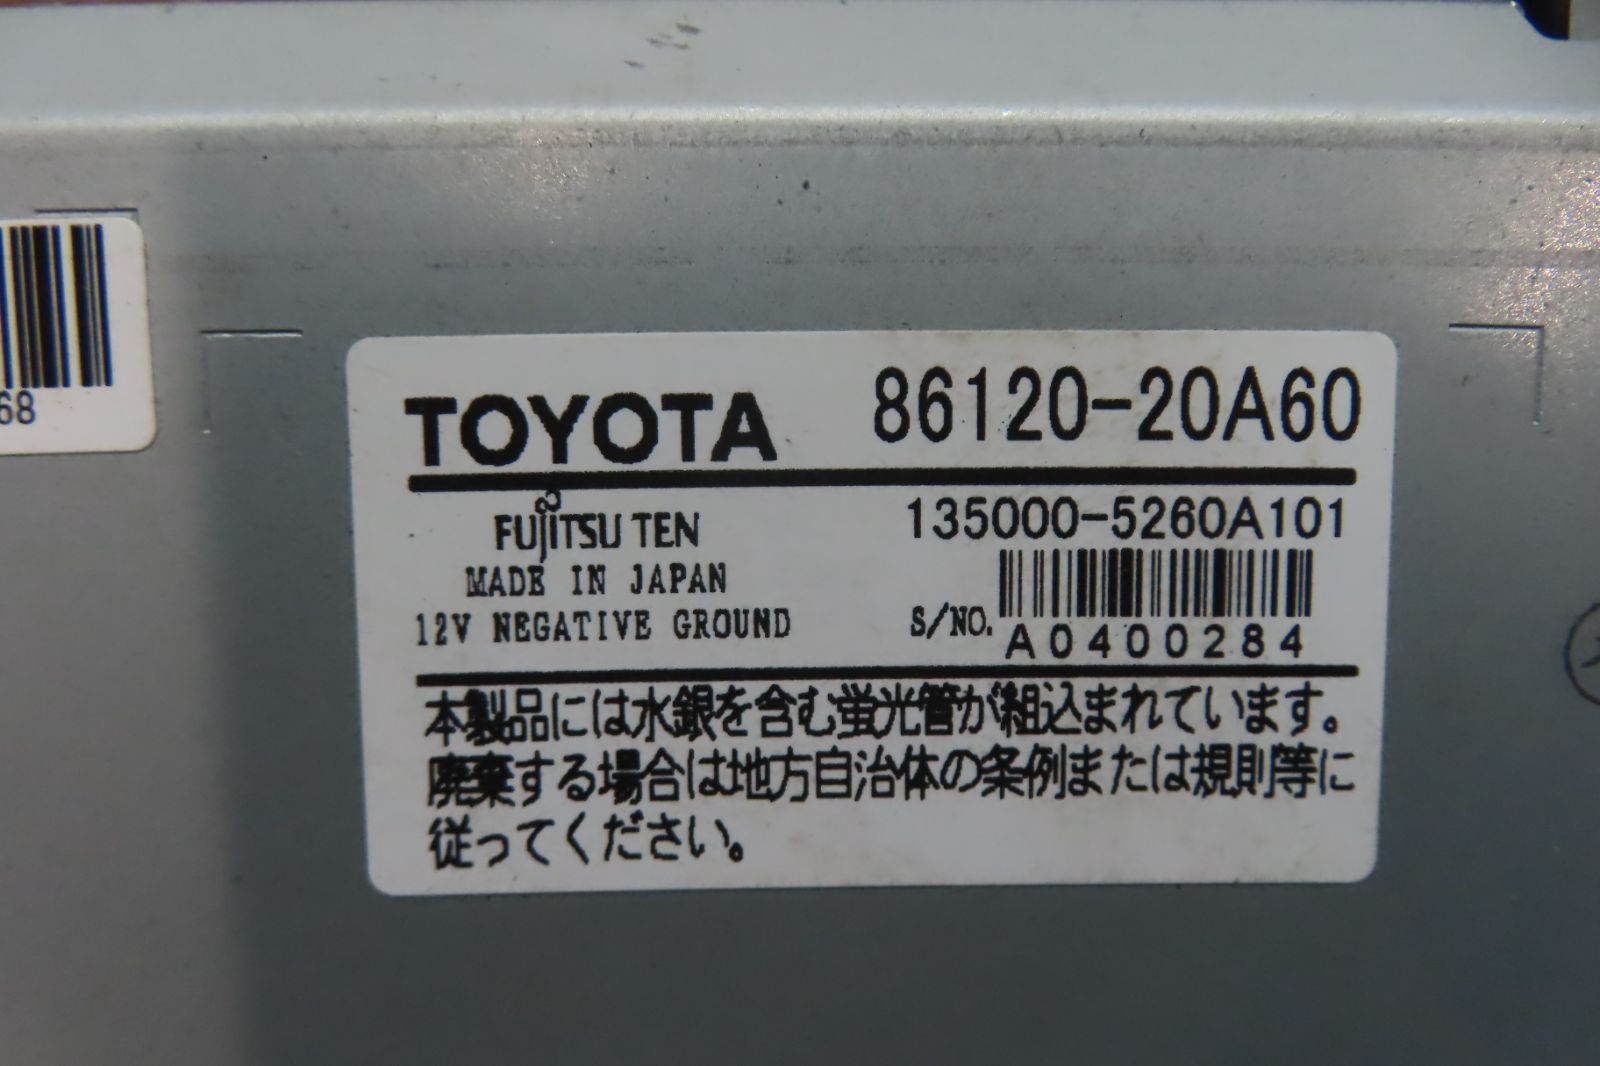 68
TOYOTA 86120-20A60
FUJITSU TEN 135000-5260A101
MADE IN JAPAN
12V NEGATIVE GROUND S/NO. A0400284
本製品には水銀を含む蛍光管が組込まれています。
廃棄する場合は地方自治体の条例または規則等に
従ってください。